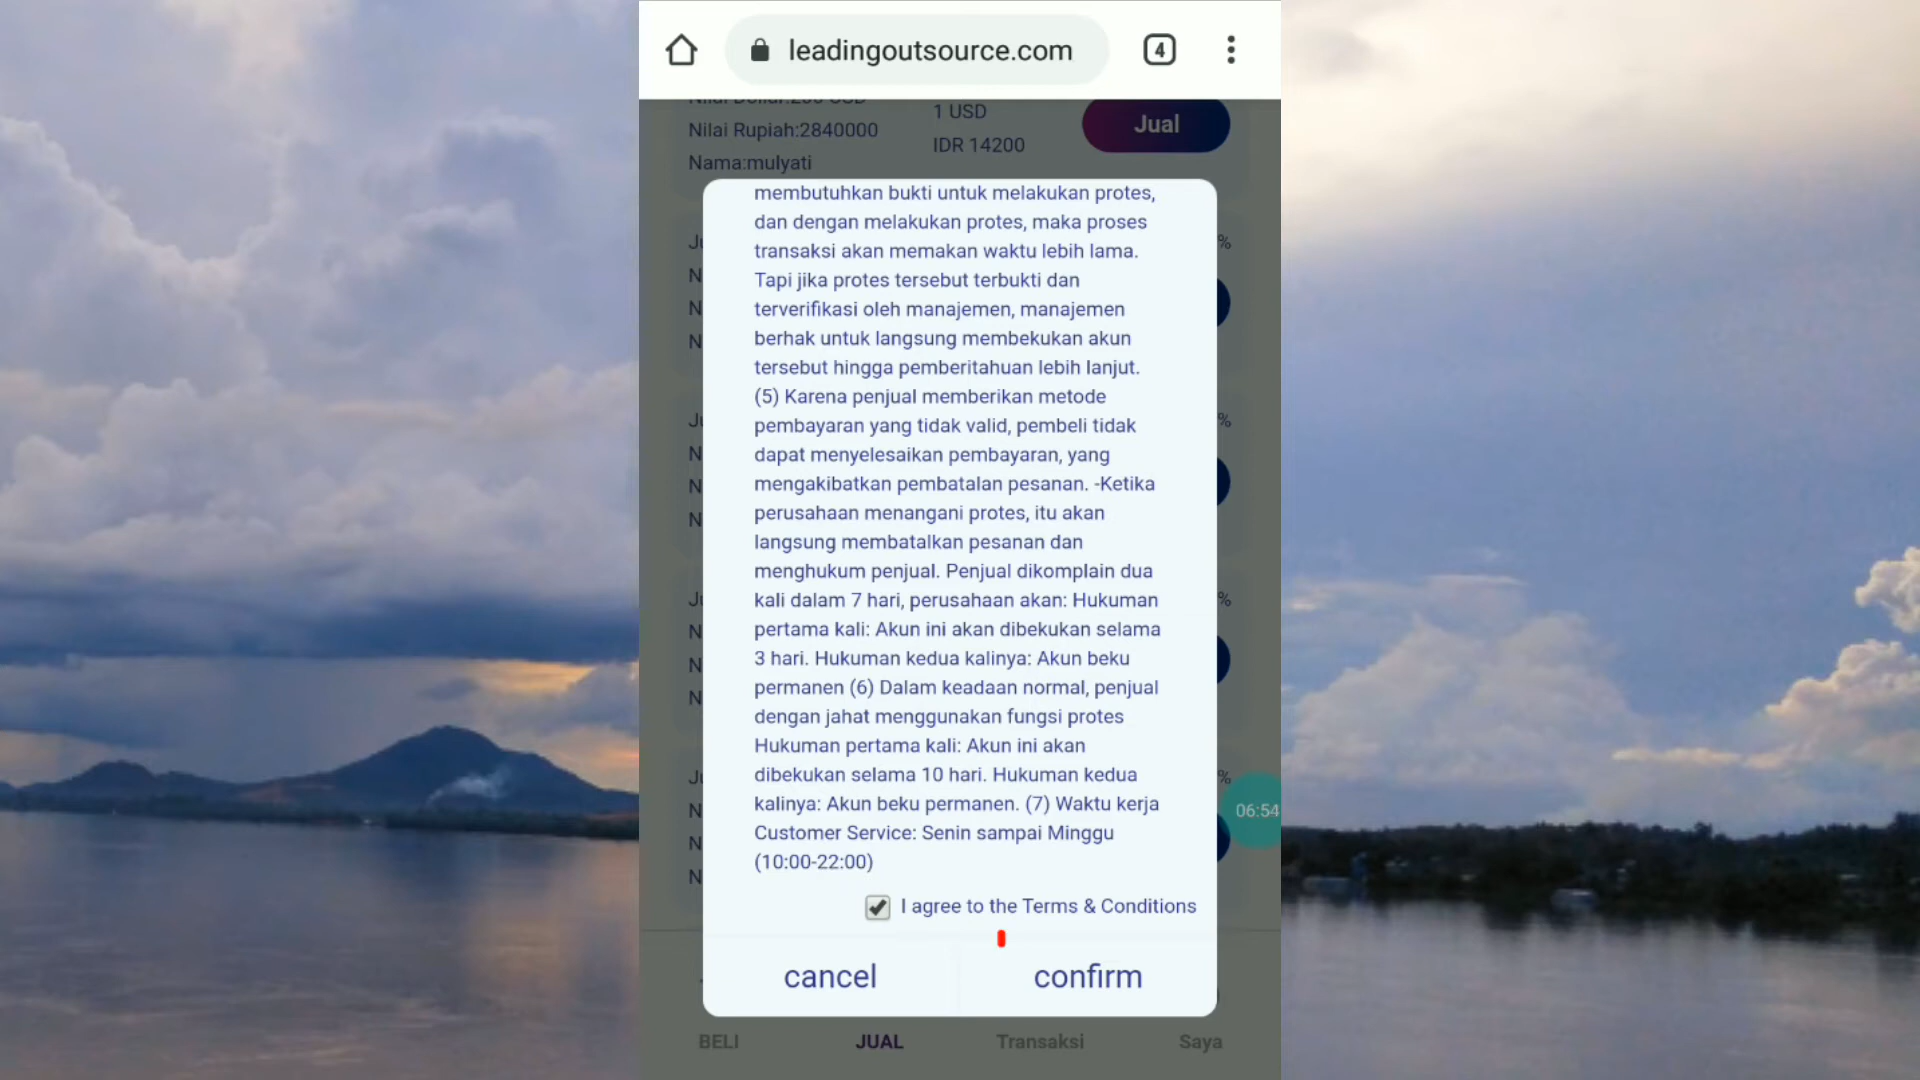 leadingoutsource.com
4
1 USD
Nilai Rupiah:2840000
IDR 14200
Jual
Nama:mulyati
membutuhkan bukti untuk melakukan protes,
dan dengan melakukan protes, maka proses
transaksi akan memakan waktu lebih lama.
Tapi jika protes tersebut terbukti dan
terverifikasi oleh manajemen, manajemen
berhak untuk langsung membekukan akun
tersebut hingga pemberitahuan lebih lanjut.
(5) Karena penjual memberikan metode
pembayaran yang tidak valid, pembeli tidak
dapat menyelesaikan pembayaran, yang
mengakibatkan pembatalan pesanan. -Ketika
perusahaan menangani protes, itu akan
langsung membatalkan pesanan dan
menghukum penjual. Penjual dikomplain dua
kali dalam 7 hari, perusahaan akan: Hukuman
pertama kali: Akun ini akan dibekukan selama
3 hari. Hukuman kedua kalinya: Akun beku
permanen (6) Dalam keadaan normal, penjual
dengan jahat menggunakan fungsi protes
Hukuman pertama kali: Akun ini akan
dibekukan selama 10 hari. Hukuman kedua
kalinya: Akun beku permanen. (7) Waktu kerja
Customer Service: Senin sampai Minggu
(10:00-22:00)
06:54
I agree to the Terms & Conditions
cancel
confirm
BELI
JUAL
Transaksi
Saya